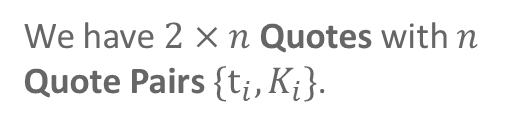 We have 2 × n Quotes with n
Quote Pairs {tᵢ, Kᵢ}.